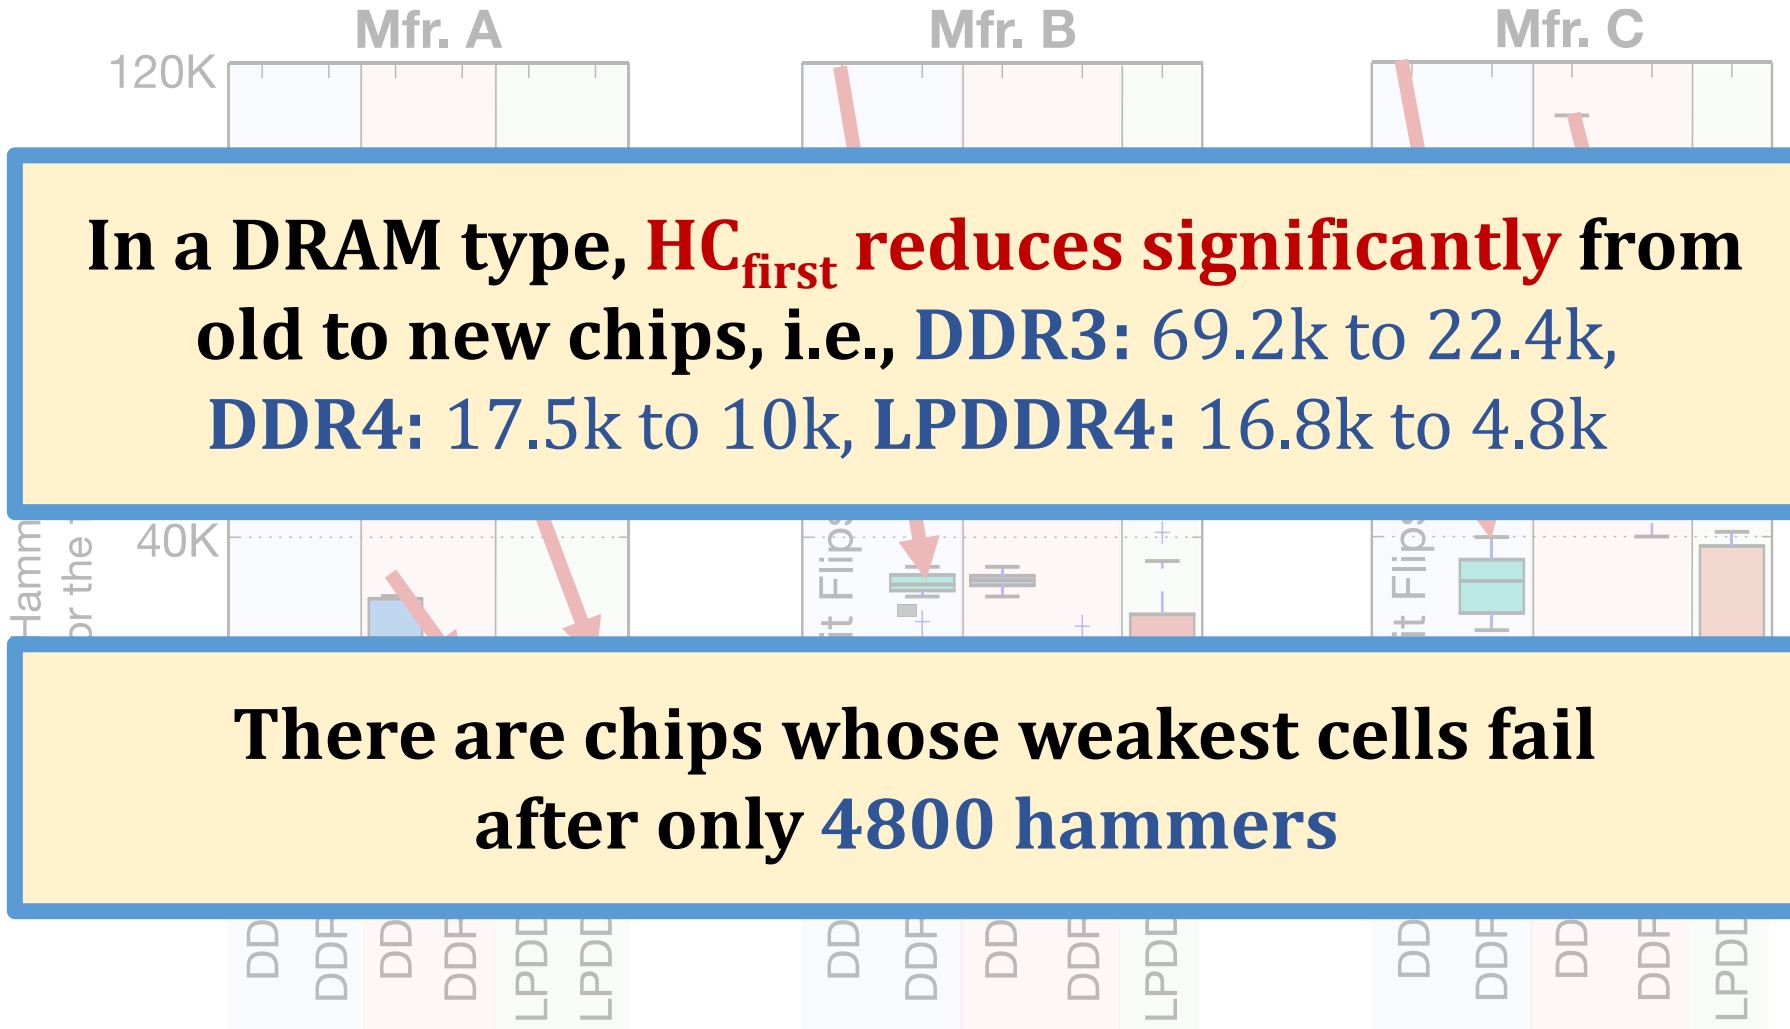 Mfr. A
Mfr. B
Mfr. C
120K
In a DRAM type, HCfirst reduces significantly from
old to new chips, i.e., DDR3: 69.2k to 22.4k,
DDR4: 17.5k to 10k, LPDDR4: 16.8k to 4.8k
40K
There are chips whose weakest cells fail
after only 4800 hammers